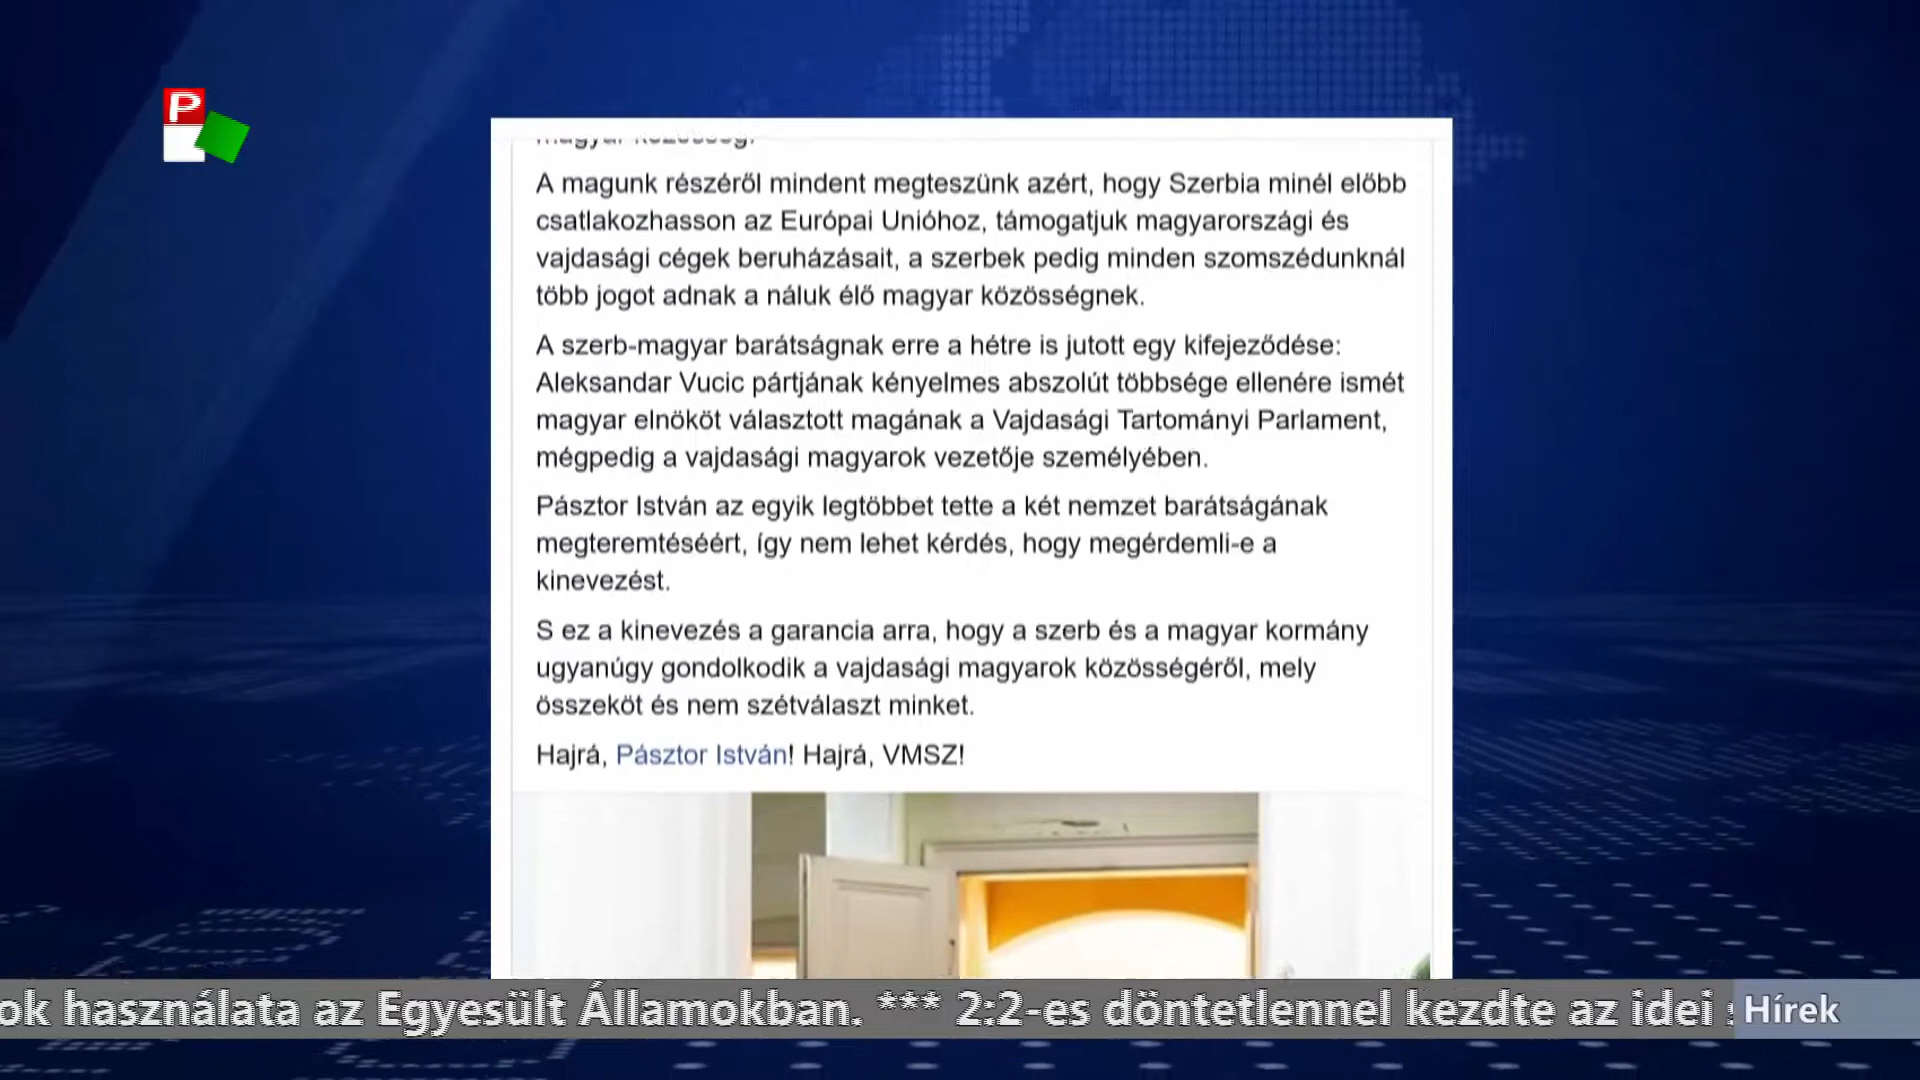 P
magyar közösség.
A magunk részéről mindent megteszünk azért, hogy Szerbia minél előbb
csatlakozhasson az Európai Unióhoz, támogatjuk magyarországi és
vajdasági cégek beruházásait, a szerbek pedig minden szomszédunknál
több jogot adnak a náluk élő magyar közösségnek.
A szerb-magyar barátságnak erre a hétre is jutott egy kifejeződése:
Aleksandar Vucic pártjának kényelmes abszolút többsége ellenére ismét
magyar elnököt választott magának a Vajdasági Tartományi Parlament,
mégpedig a vajdasági magyarok vezetője személyében.
Pásztor István az egyik legtöbbet tette a két nemzet barátságának
megteremtéséért, így nem lehet kérdés, hogy megérdemli-e a
kinevezést.
S ez a kinevezés a garancia arra, hogy a szerb és a magyar kormány
ugyanúgy gondolkodik a vajdasági magyarok közösségéről, mely
összeköt és nem szétválaszt minket.
Hajrá, Pásztor István! Hajrá, VMSZ!
ok használata az Egyesült Államokban. *** 2:2-es döntetlennel kezdte az idei
Hírek